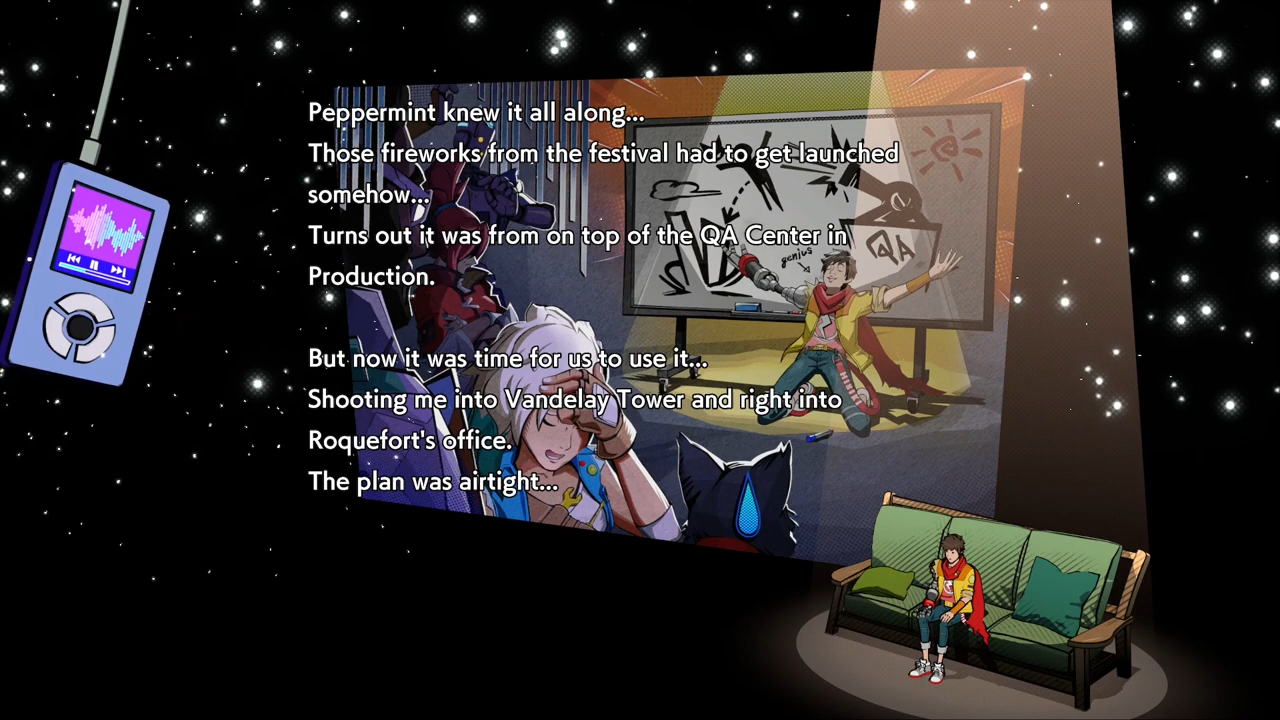 Peppermint knew it all along...
Those fireworks from the festival had to get launched
somehow...
Turns out it was from on top of the QA Center in
Production.
genius
QA
But now it was time for us to use it...
Shooting me into Vandelay Tower and right into
Roquefort's office.
The plan was airtight...